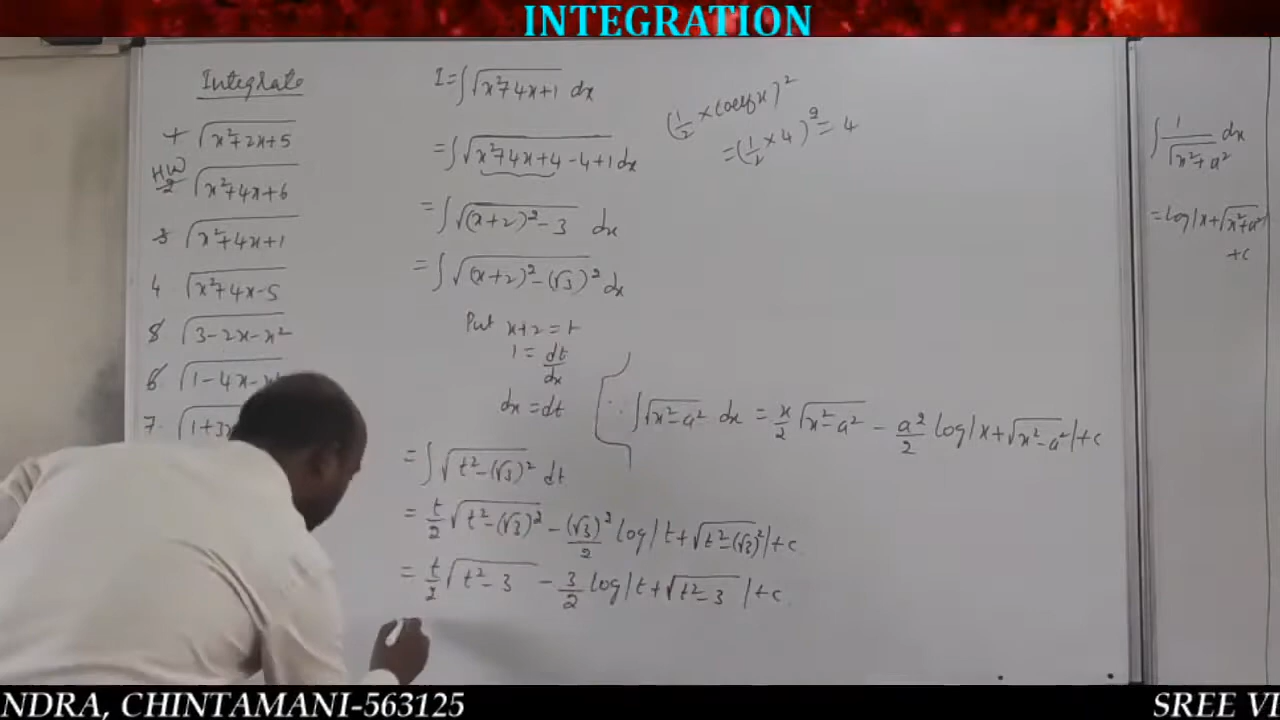 INTEGRATION
Integrate
+ √x²+2x+5
HW
2 √x²+4x+6
3 √x²+4x+1
4 √x²+4x-5
5 √3-2x-x²
6 √1-4x-x
7. √1+3x
I=∫√x²+4x+1 dx
=∫√x²+4x+4-4+1 dx
=∫√(x+2)²-3 dx
=∫√(x+2)²-(√3)² dx
Put x+2=t
1=dt/dx
dx=dt
=∫√t²-(√3)² dt
=t/2 √t²-(√3)² - (√3)²/2 log|t+√t²-(√3)²|+c
=t/2 √t²-3 - 3/2 log|t+√t²-3|+c
(1/2 × coeff x)²
=(1/2 × 4)²=4
∵ ∫√x²-a² dx = x/2 √x²-a² - a²/2 log|x+√x²-a²|+c
∫ 1/√x²+a² dx
=log|x+√x²+a²|
+c
NDRA, CHINTAMANI-563125
SREE VI